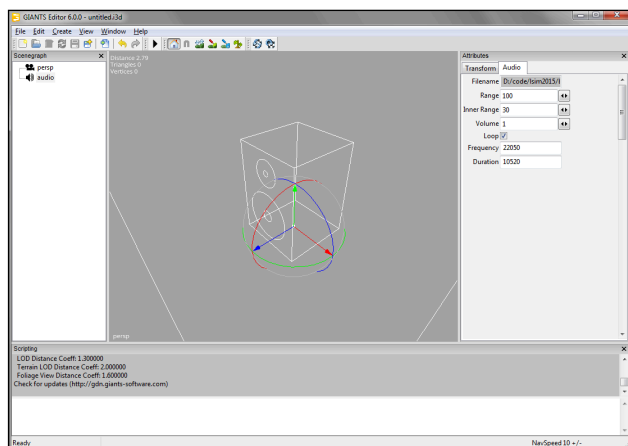 GIANTS Editor 6.0.0 - untitled.i3d
File Edit Create View Window Help
Scenegraph
persp
audio
Distance 2.79
Triangles 0
Vertices 0
persp
Attributes
Transform Audio
Filename D:/code/lsim2015/l
Range 100
Inner Range 30
Volume 1
Loop
Frequency 22050
Duration 10520
Scripting
LOD Distance Coeff: 1.300000
Terrain LOD Distance Coeff: 2.000000
Foliage View Distance Coeff: 1.600000
Check for updates (http://gdn.giants-software.com)
Ready NavSpeed 10 +/-